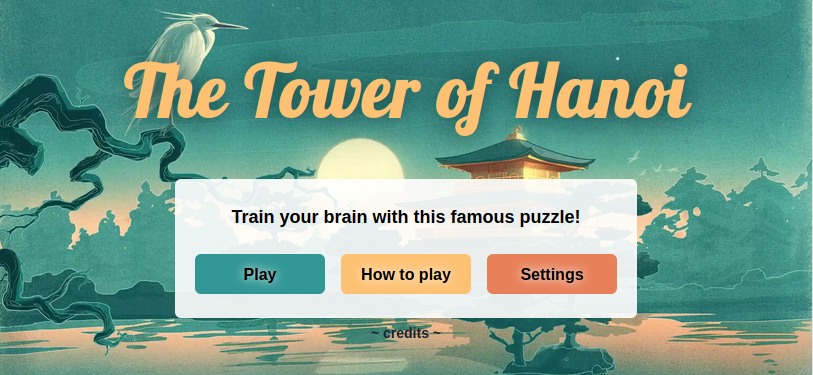 The Tower of Hanoi
Train your brain with this famous puzzle!
Play How to play Settings
~ credits ~